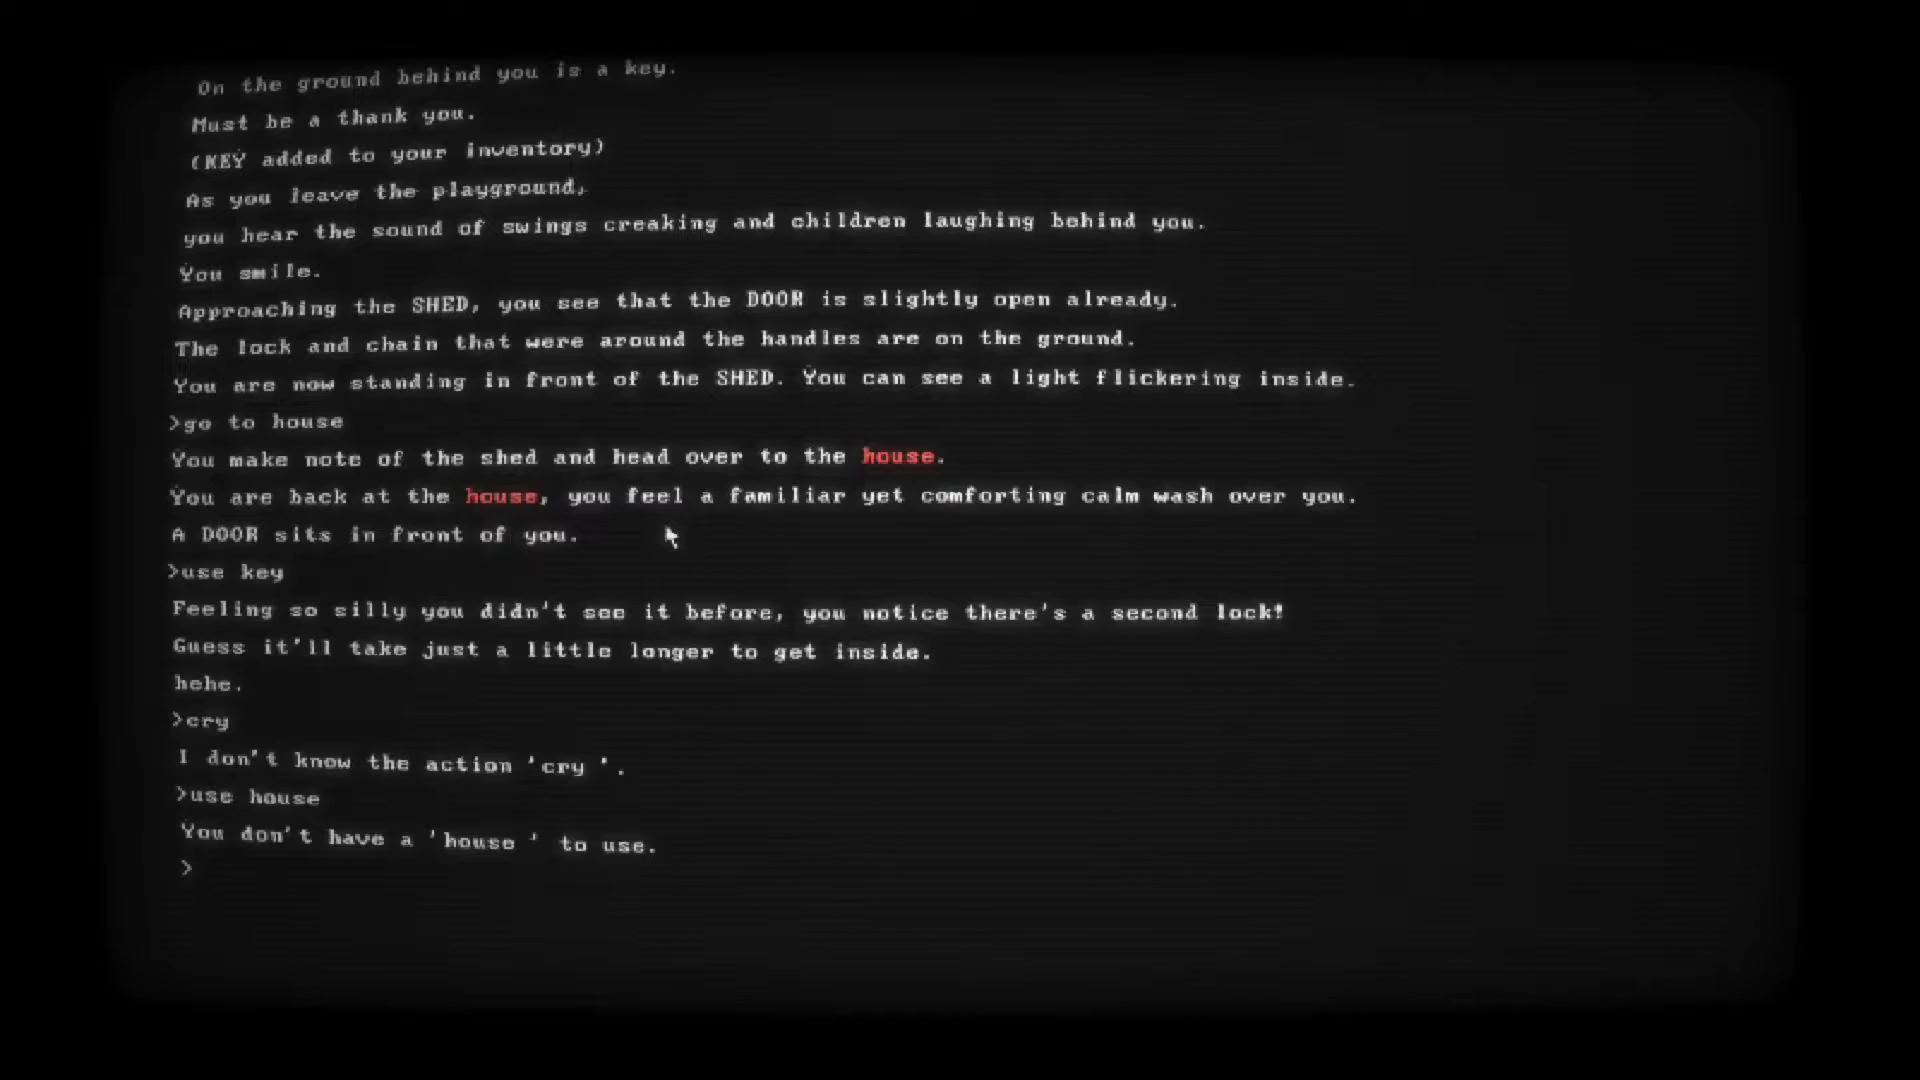 On the ground behind you is a key.
Must be a thank you.
(KEY added to your inventory)
As you leave the playground,
you hear the sound of swings creaking and children laughing behind you.
You smile.
Approaching the SHED, you see that the DOOR is slightly open already.
The lock and chain that were around the handles are on the ground.
You are now standing in front of the SHED. You can see a light flickering inside.
>go to house
You make note of the shed and head over to the house.
You are back at the house, you feel a familiar yet comforting calm wash over you.
A DOOR sits in front of you.
>use key
Feeling so silly you didn't see it before, you notice there's a second lock!
Guess it'll take just a little longer to get inside.
hehe.
>cry
I don't know the action 'cry '.
>use house
You don't have a 'house ' to use.
>